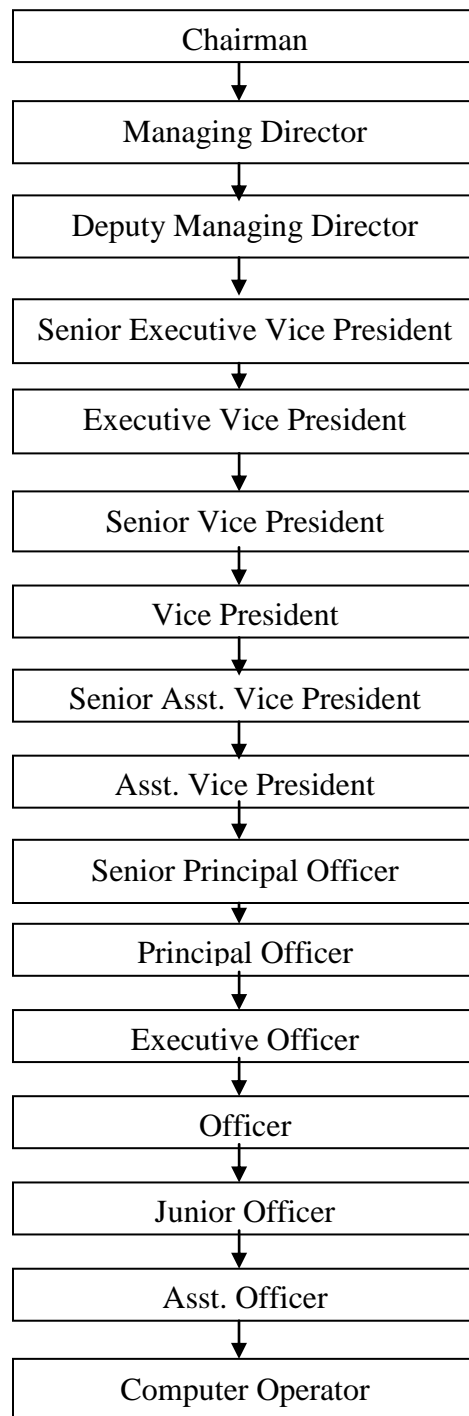 Chairman
Managing Director
Deputy Managing Director
Senior Executive Vice President
Executive Vice President
Senior Vice President
Vice President
Senior Asst. Vice President
Asst. Vice President
Senior Principal Officer
Principal Officer
Executive Officer
Officer
Junior Officer
Asst. Officer
Computer Operator